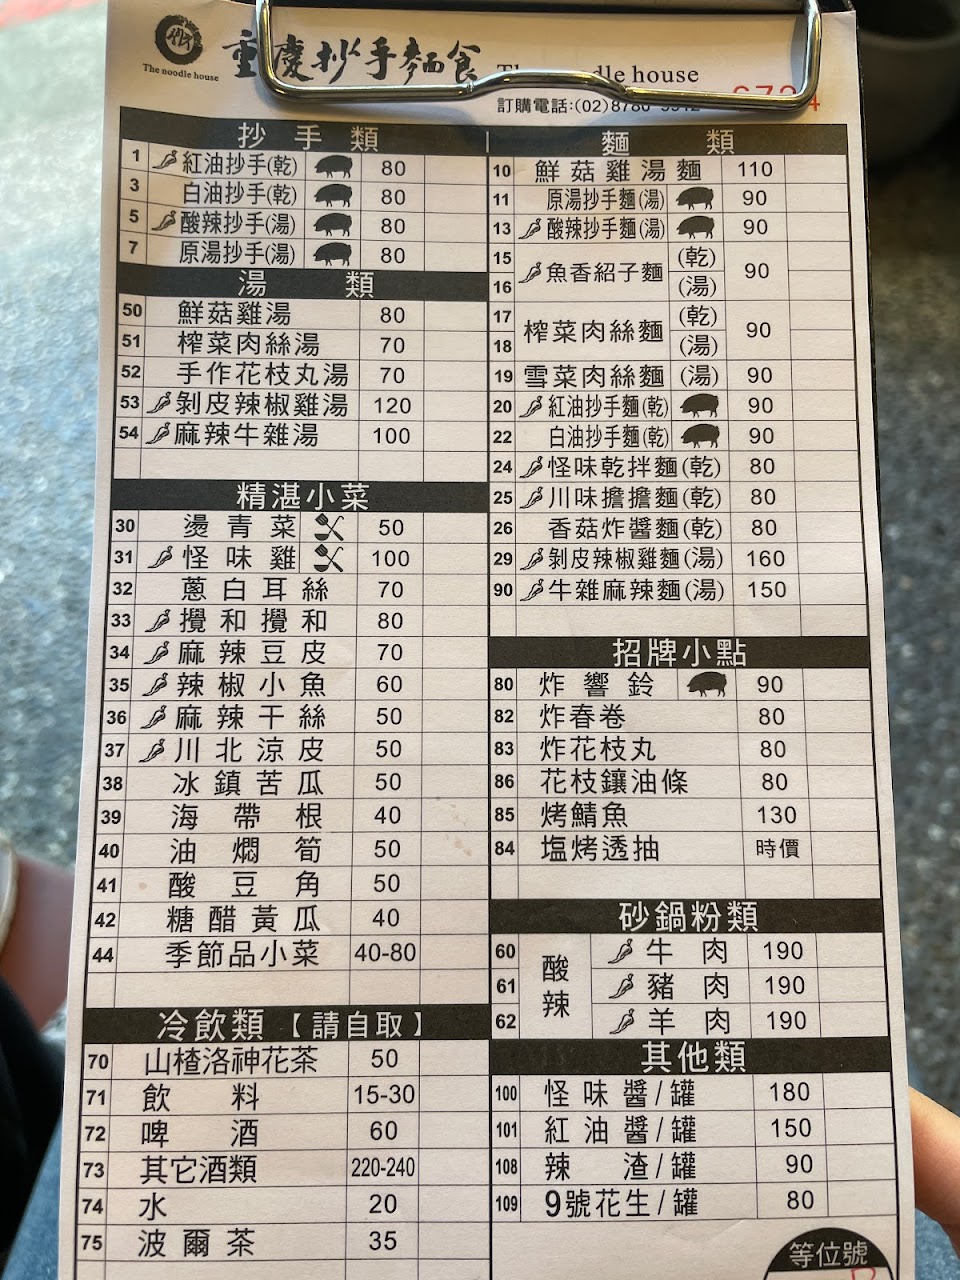 重慶抄手麵食
The noodle house
The noodle house
訂購電話:(02)8780
抄手類
1 紅油抄手(乾) 80
3 白油抄手(乾) 80
5 酸辣抄手(湯) 80
7 原湯抄手(湯) 80
湯類
50 鮮菇雞湯 80
51 榨菜肉絲湯 70
52 手作花枝丸湯 70
53 剝皮辣椒雞湯 120
54 麻辣牛雜湯 100
精湛小菜
30 燙青菜 50
31 怪味雞 100
32 蔥白耳絲 70
33 攪和攪和 80
34 麻辣豆皮 70
35 辣椒小魚 60
36 麻辣干絲 50
37 川北涼皮 50
38 冰鎮苦瓜 50
39 海帶根 40
40 油燜筍 50
41 酸豆角 50
42 糖醋黃瓜 40
44 季節品小菜 40-80
冷飲類【請自取】
70 山楂洛神花茶 50
71 飲料 15-30
72 啤酒 60
73 其它酒類 220-240
74 水 20
75 波爾茶 35
麵類
10 鮮菇雞湯麵 110
11 原湯抄手麵(湯) 90
13 酸辣抄手麵(湯) 90
15 魚香紹子麵 (乾) 90
16 (湯)
17 榨菜肉絲麵 (乾) 90
18 (湯)
19 雪菜肉絲麵 (湯) 90
20 紅油抄手麵(乾) 90
22 白油抄手麵(乾) 90
24 怪味乾拌麵(乾) 80
25 川味擔擔麵(乾) 80
26 香菇炸醬麵(乾) 80
29 剝皮辣椒雞麵(湯) 160
90 牛雜麻辣麵(湯) 150
招牌小點
80 炸響鈴 90
82 炸春卷 80
83 炸花枝丸 80
86 花枝鑲油條 80
85 烤鯖魚 130
84 塩烤透抽 時價
砂鍋粉類
酸辣
60 牛肉 190
61 豬肉 190
62 羊肉 190
其他類
100 怪味醬/罐 180
101 紅油醬/罐 150
108 辣渣/罐 90
109 9號花生/罐 80
等位號